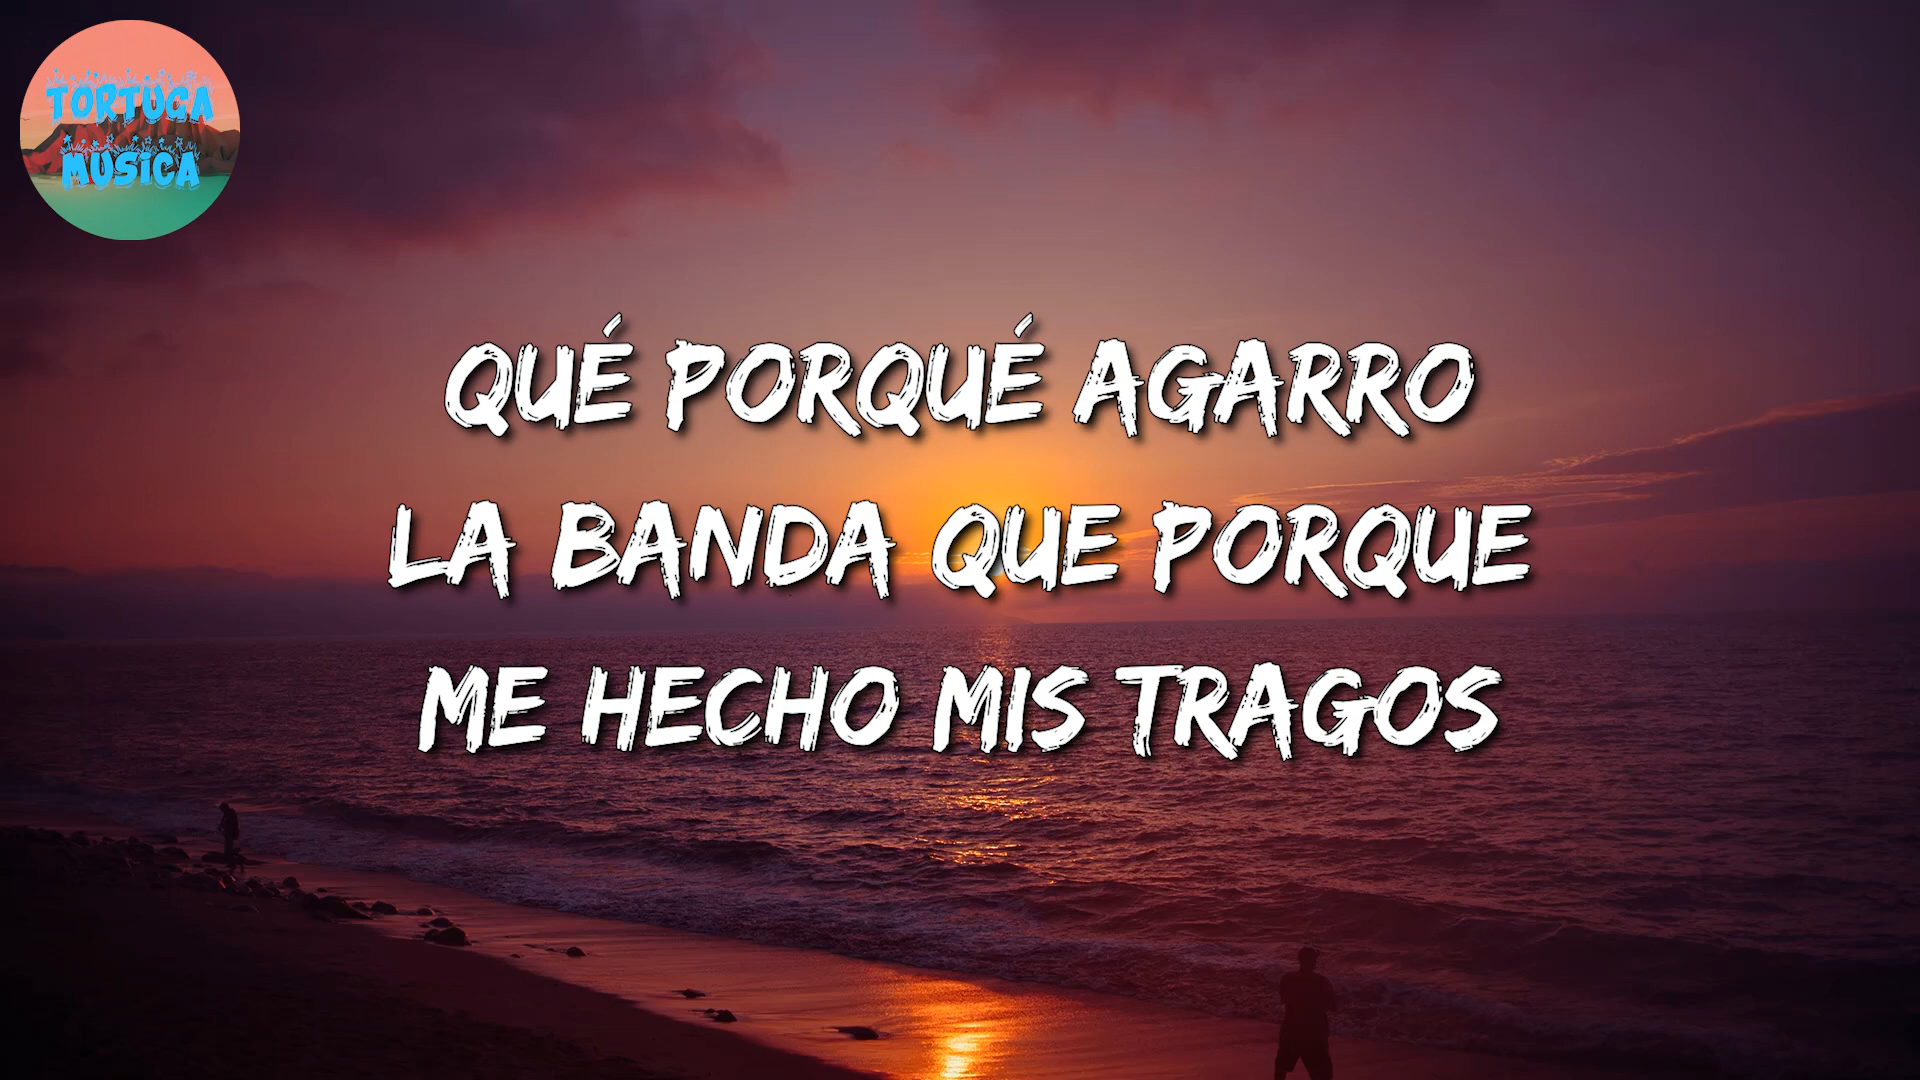 TORTUGA
MUSICA
QUÉ PORQUÉ AGARRO
LA BANDA QUE PORQUE
ME HECHO MIS TRAGOS